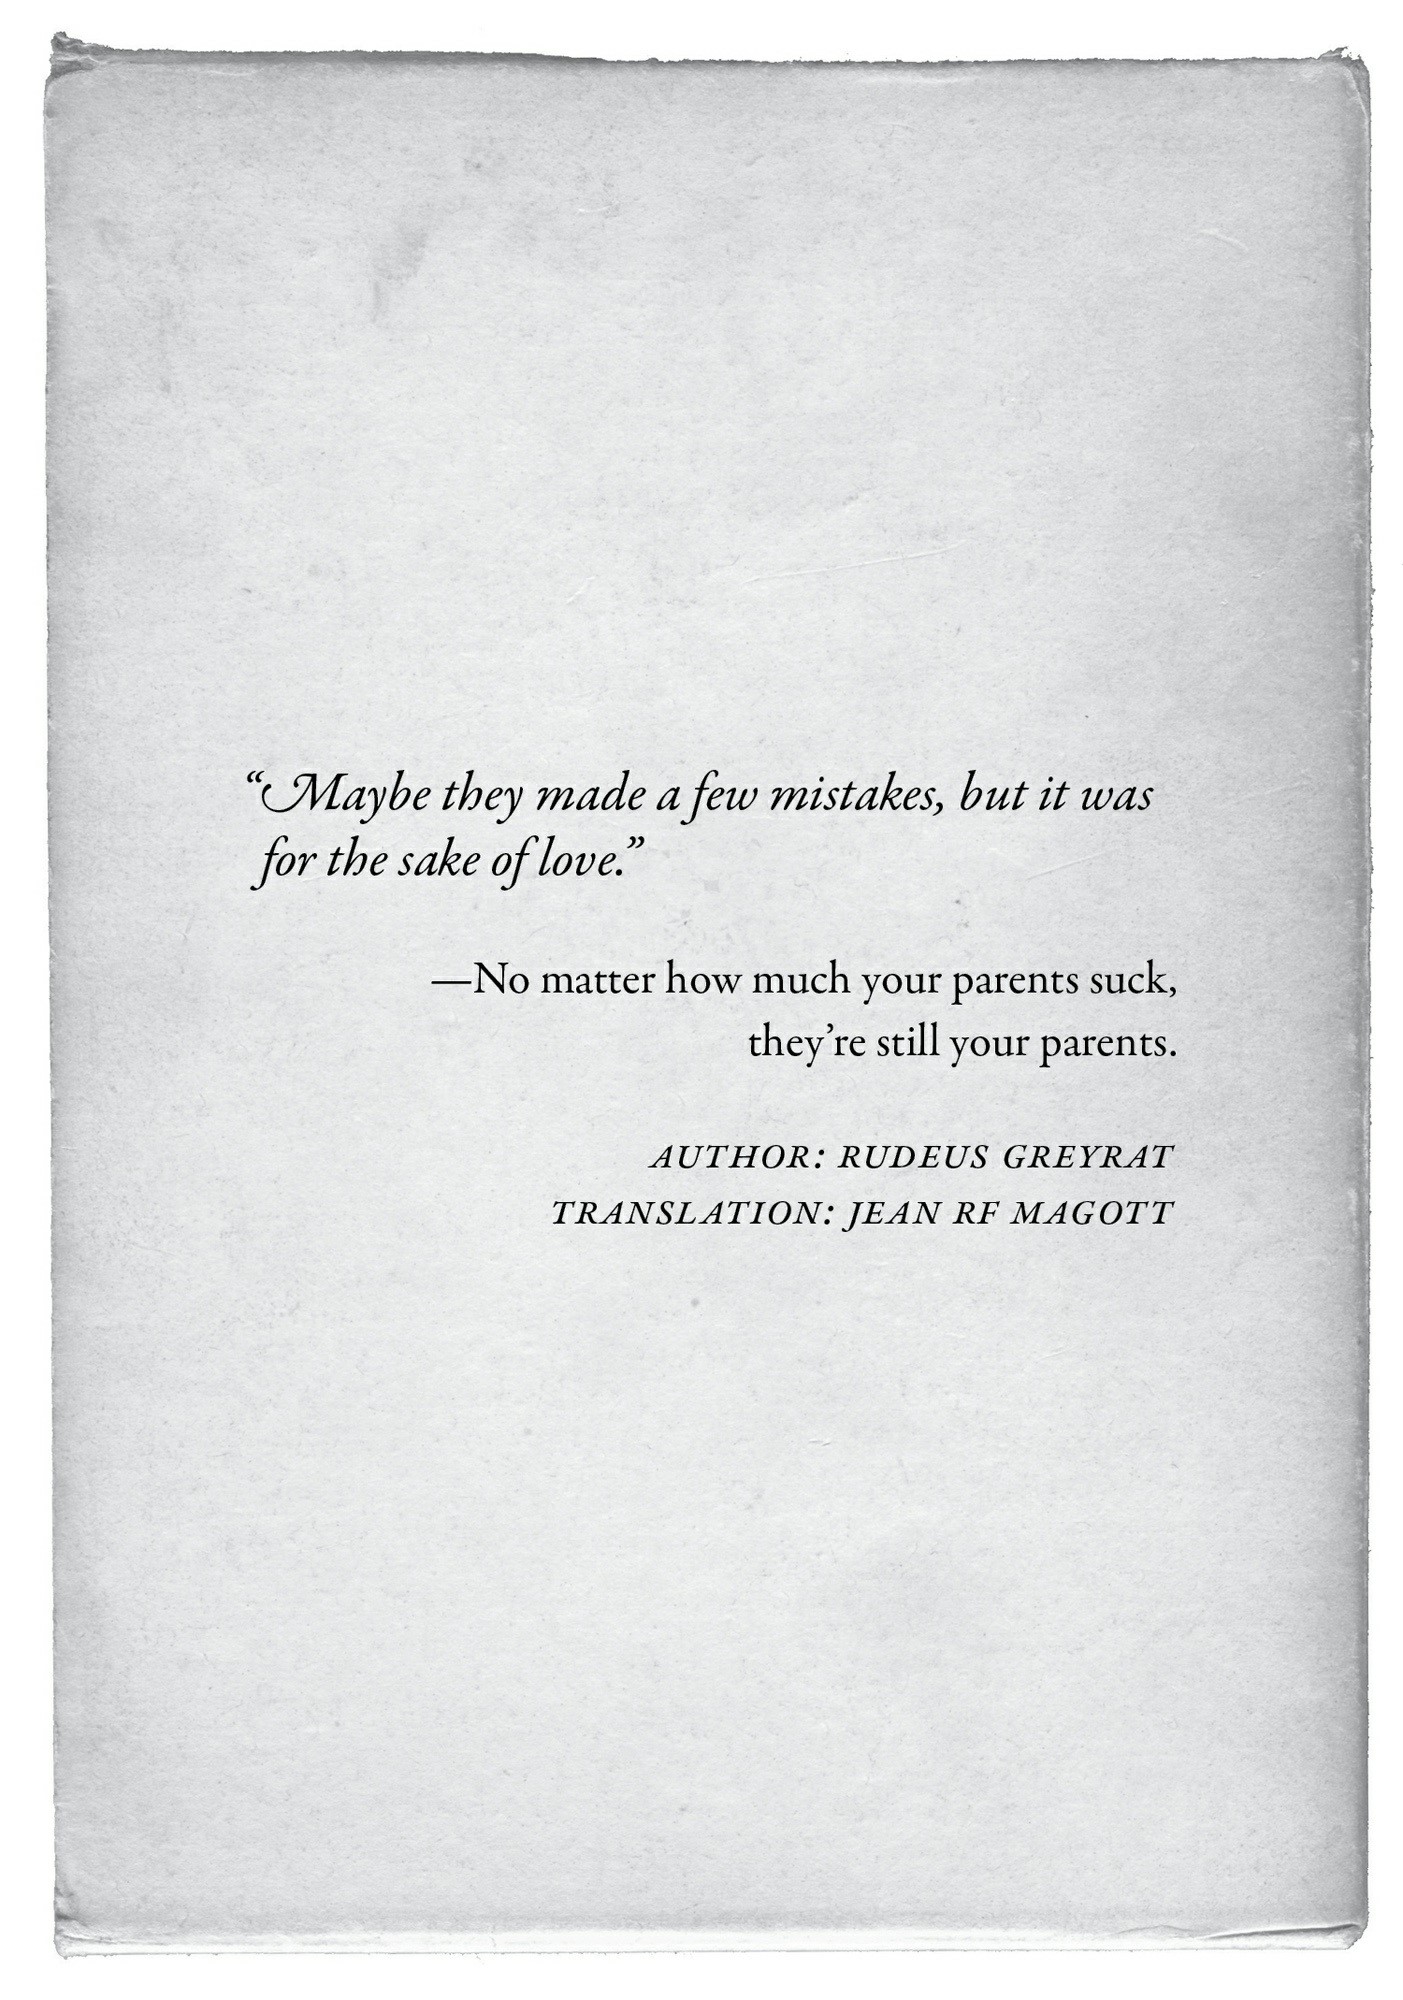 “Maybe they made a few mistakes, but it was
for the sake of love.”
—No matter how much your parents suck,
they’re still your parents.
AUTHOR: RUDEUS GREYRAT
TRANSLATION: JEAN RF MAGOTT